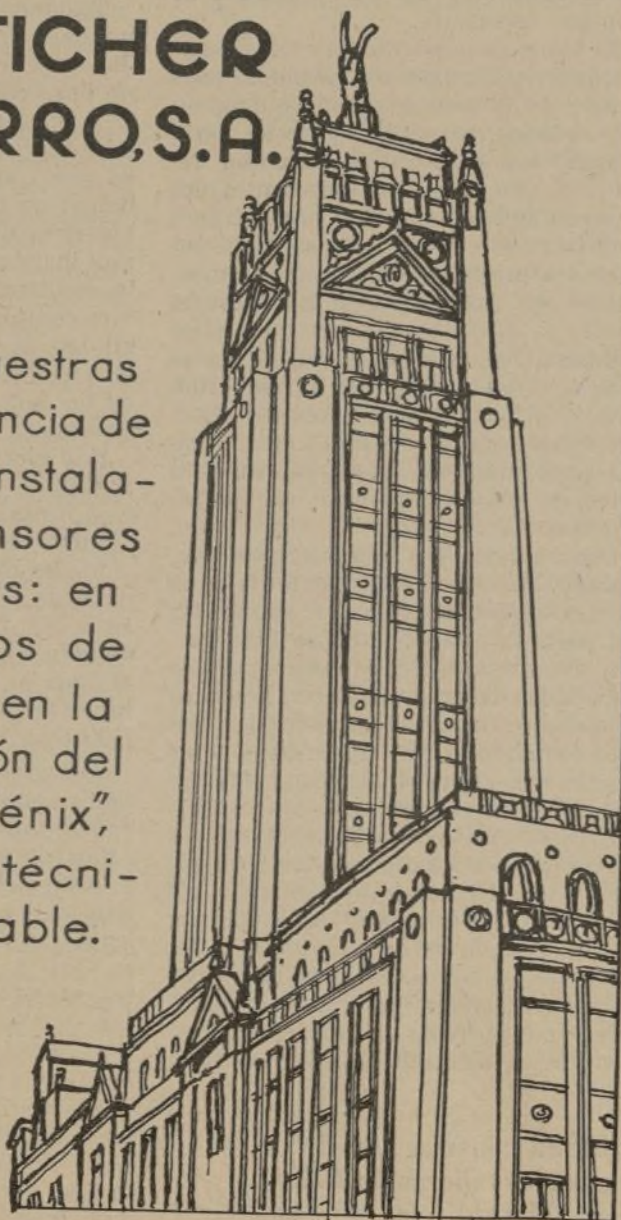 TICHER
RRO, S.A.
estras
ncia de
nstala-
nsores
s: en
os de
en la
ón del
énix",
técni-
able.